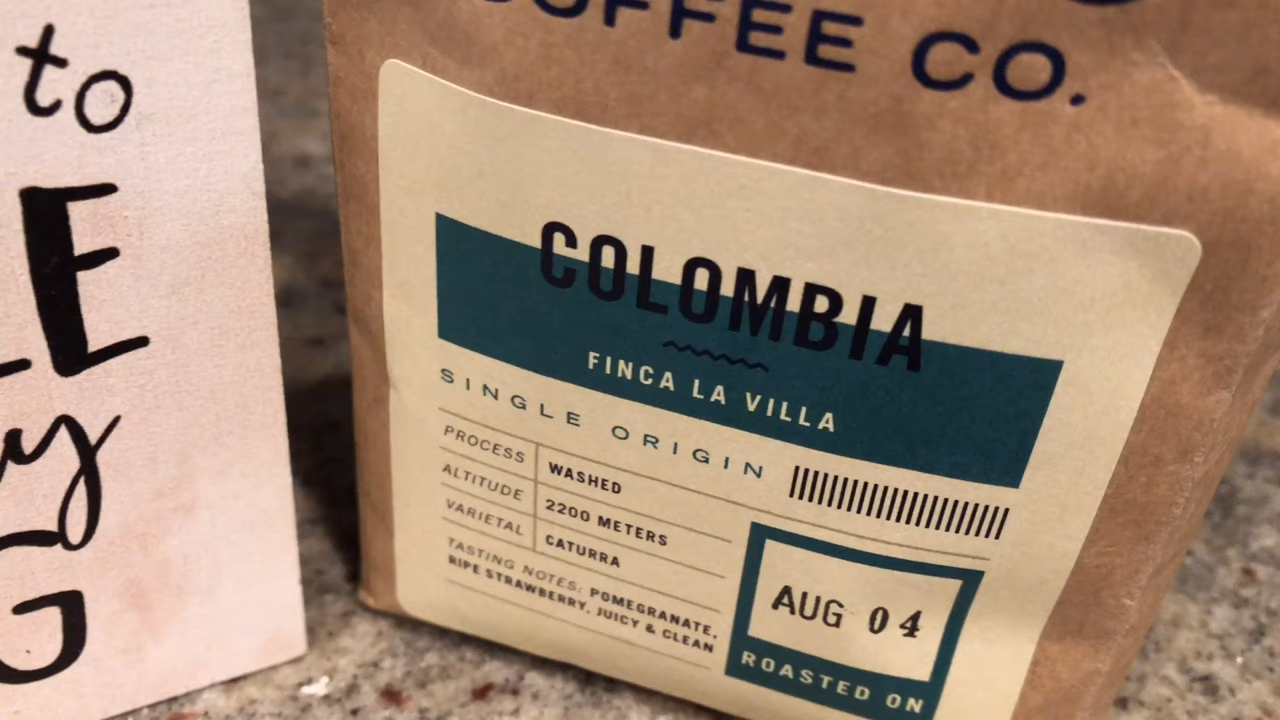 to
E
y
G
COFFEE CO.
COLOMBIA
FINCA LA VILLA
SINGLE ORIGIN
PROCESS WASHED
ALTITUDE 2200 METERS
VARIETAL CATURRA
TASTING NOTES: POMEGRANATE,
RIPE STRAWBERRY, JUICY & CLEAN
AUG 04
ROASTED ON